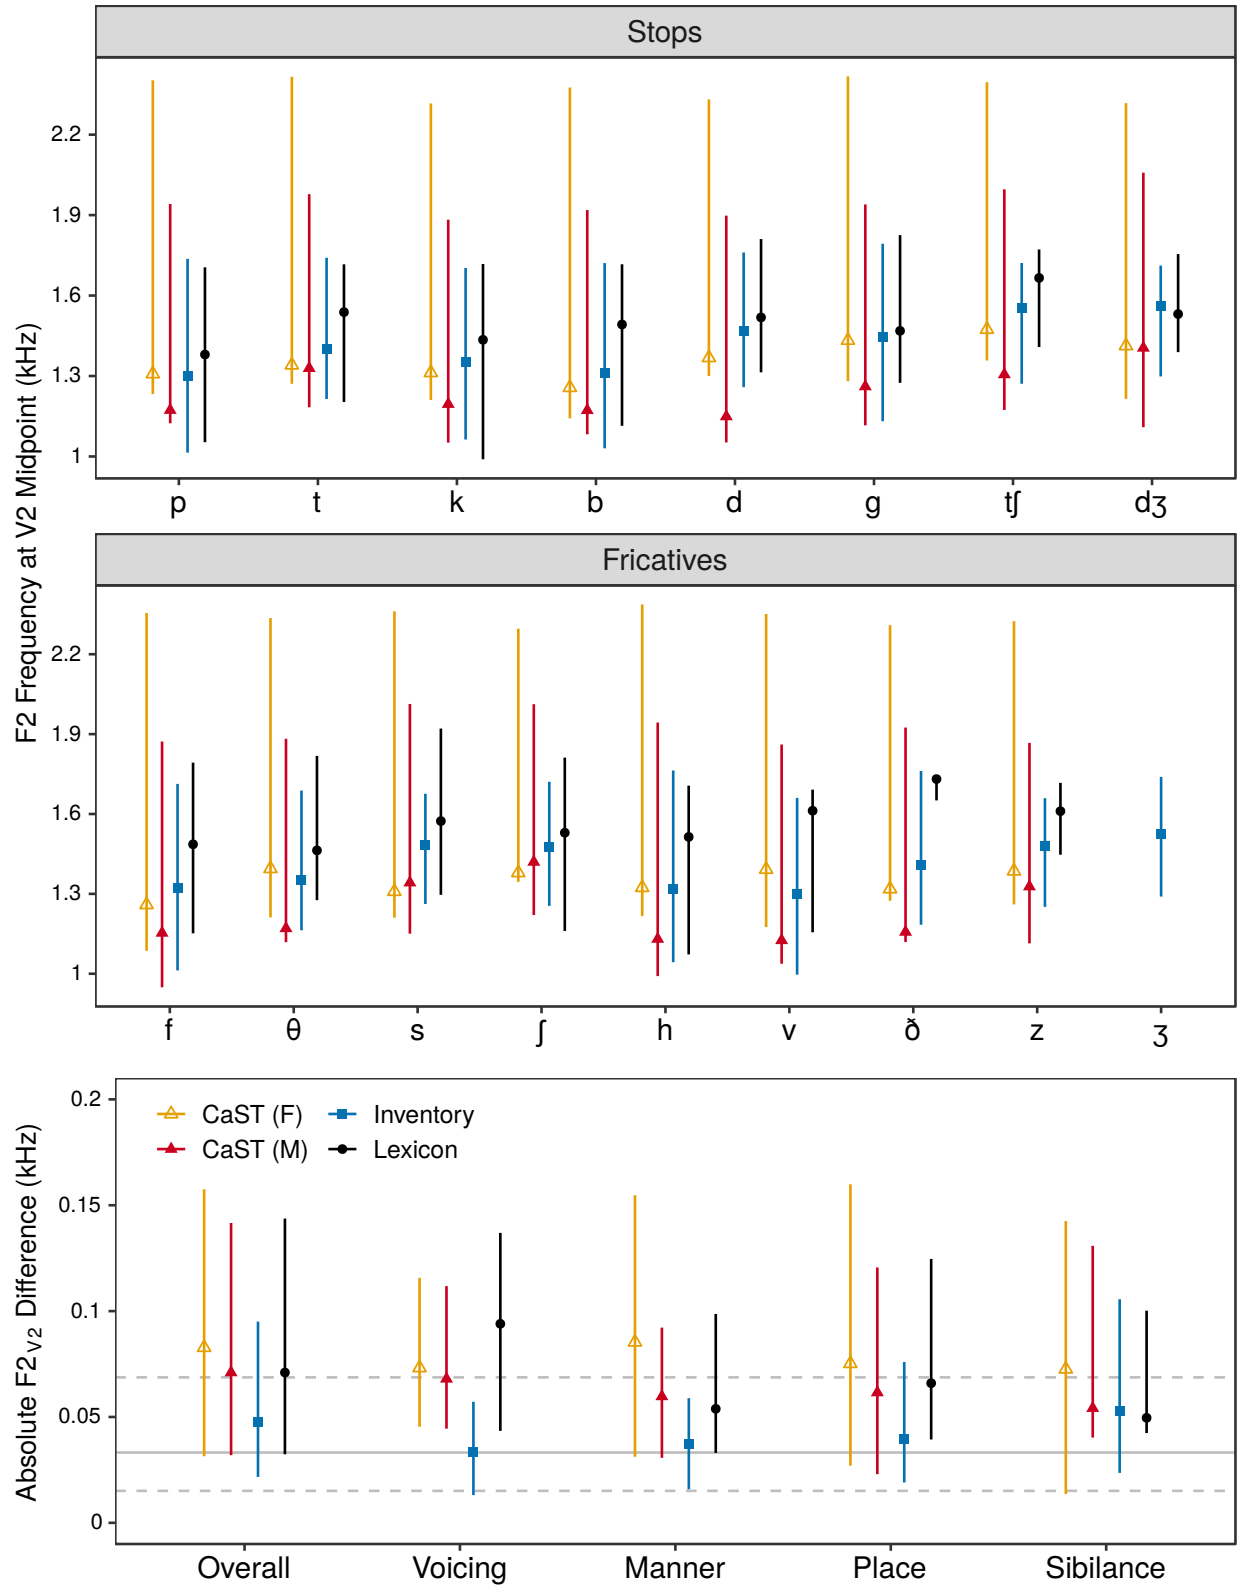 Stops
F2 Frequency at V2 Midpoint (kHz)
2.2
1.9
1.6
1.3
1
p t k b d g tʃ dʒ
Fricatives
2.2
1.9
1.6
1.3
1
f θ s ʃ h v ð z ʒ
Absolute F2V2 Difference (kHz)
0.2
0.15
0.1
0.05
0
CaST (F) Inventory
CaST (M) Lexicon
Overall Voicing Manner Place Sibilance